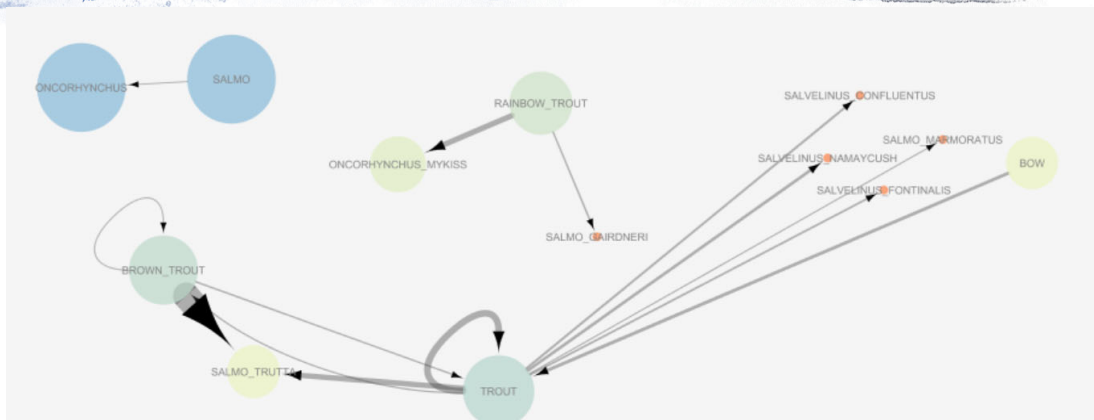 ONCORHYNCHUS
SALMO
RAINBOW_TROUT
SALVELINUS_CONFLUENTUS
SALMO_MARMORATUS
SALVELINUS_NAMAYCUSH
BOW
ONCORHYNCHUS_MYKISS
SALVELINUS_FONTINALIS
SALMO_GAIRDNERI
BROWN_TROUT
SALMO_TRUTTA
TROUT